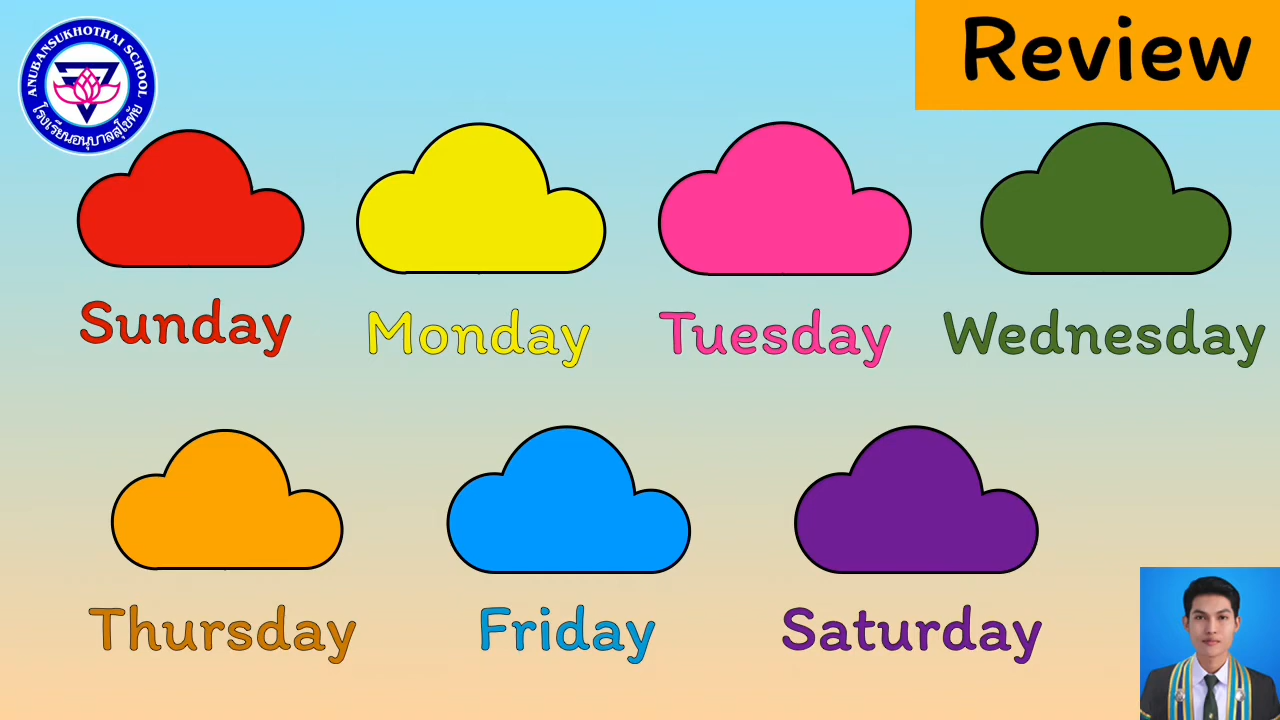 ANUBANSUKHOTHAI SCHOOL
โรงเรียนอนุบาลสุโขทัย
Review
Sunday Monday Tuesday Wednesday
Thursday Friday Saturday